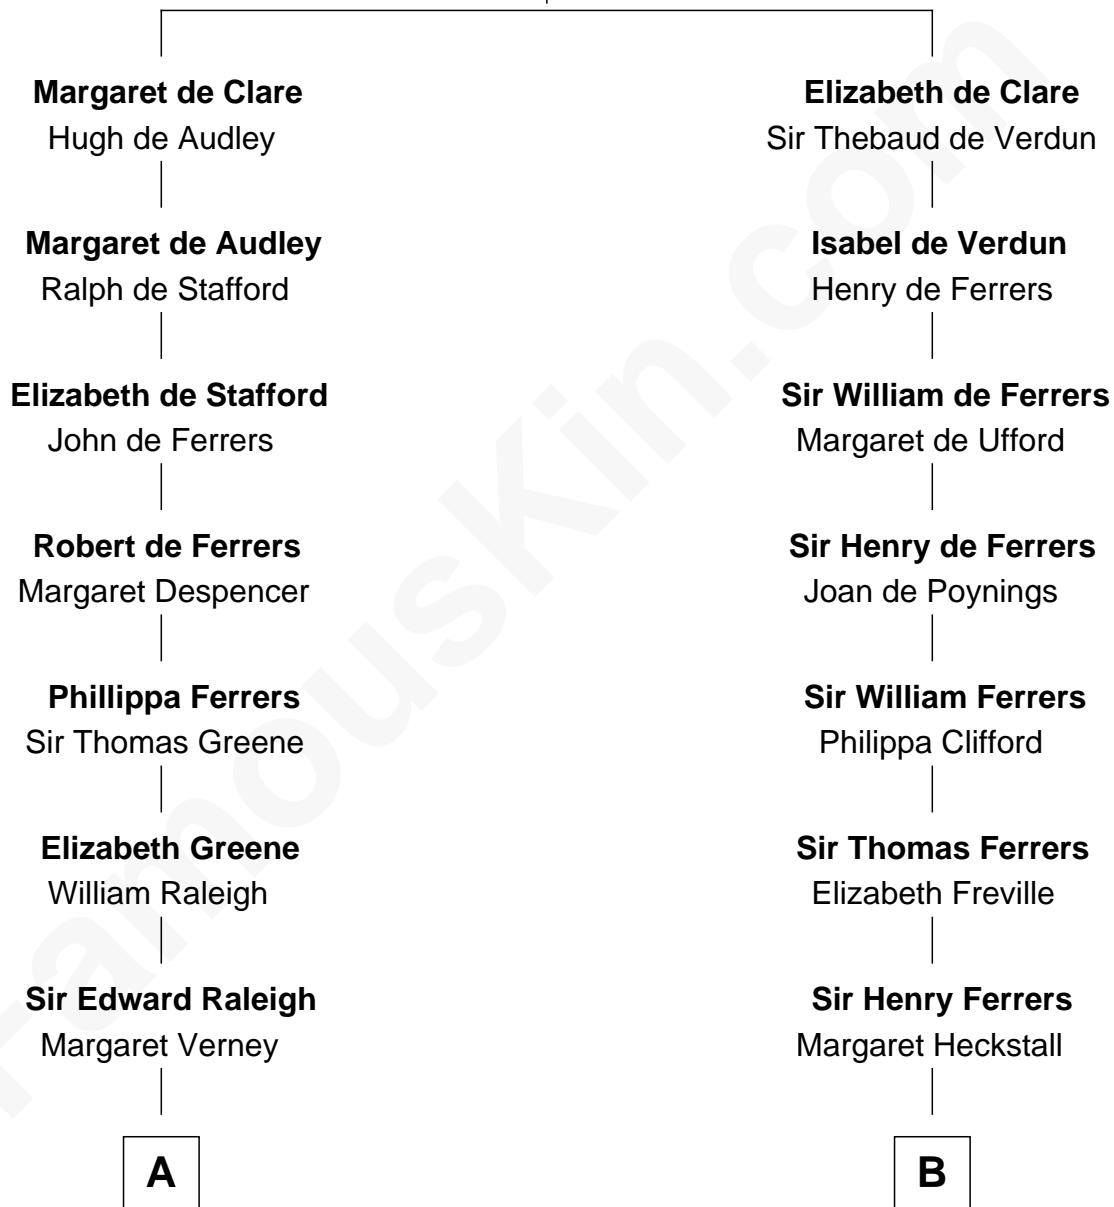 Margaret de Clare
Hugh de Audley
Margaret de Audley
Ralph de Stafford
Elizabeth de Stafford
John de Ferrers
Robert de Ferrers
Margaret Despencer
Phillippa Ferrers
Sir Thomas Greene
Elizabeth Greene
William Raleigh
Sir Edward Raleigh
Margaret Verney
A
Elizabeth de Clare
Sir Thebaud de Verdun
Isabel de Verdun
Henry de Ferrers
Sir William de Ferrers
Margaret de Ufford
Sir Henry de Ferrers
Joan de Poynings
Sir William Ferrers
Philippa Clifford
Sir Thomas Ferrers
Elizabeth Freville
Sir Henry Ferrers
Margaret Heckstall
B
FamousKin.com